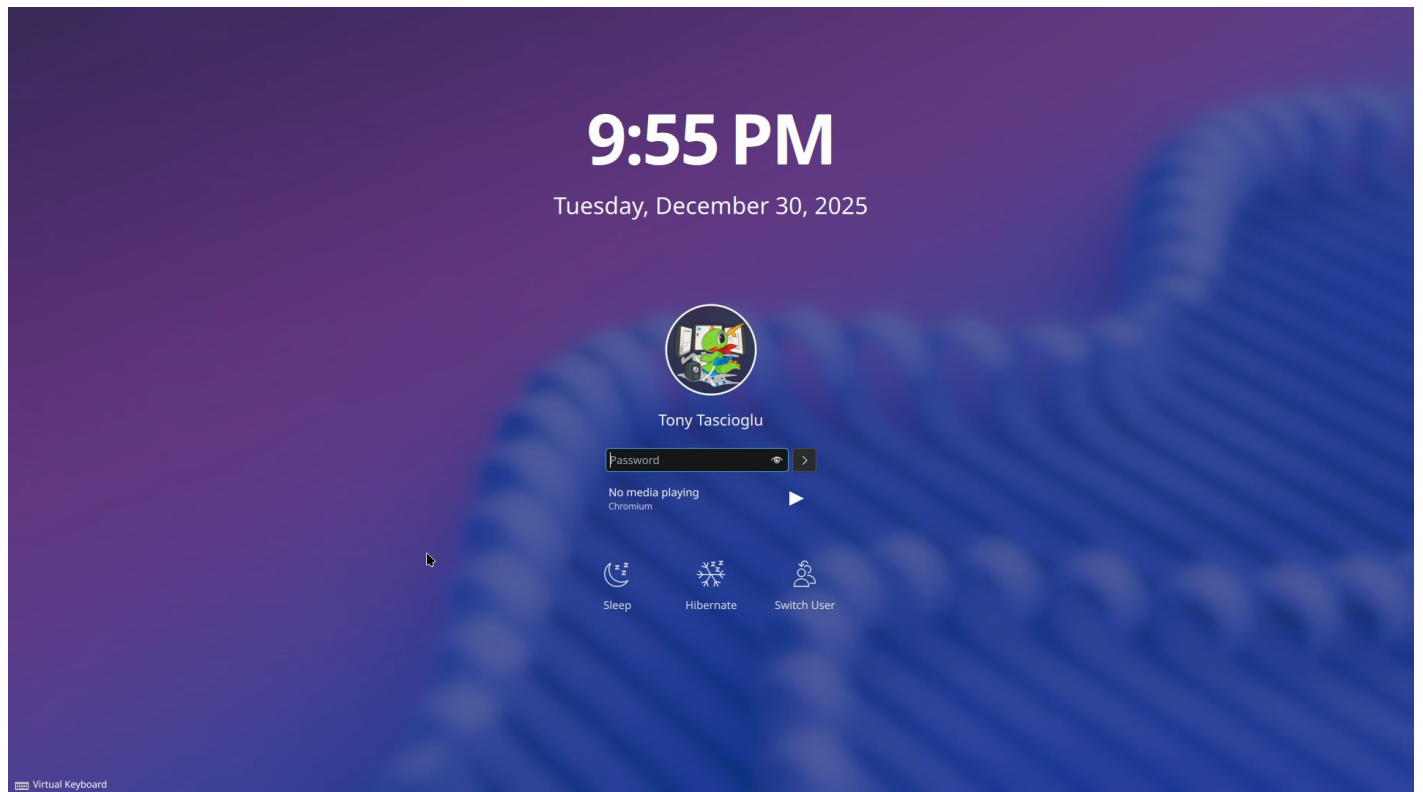 9:55 PM
Tuesday, December 30, 2025
Tony Tascioglu
Password
No media playing
Chromium
Sleep
Hibernate
Switch User
Virtual Keyboard